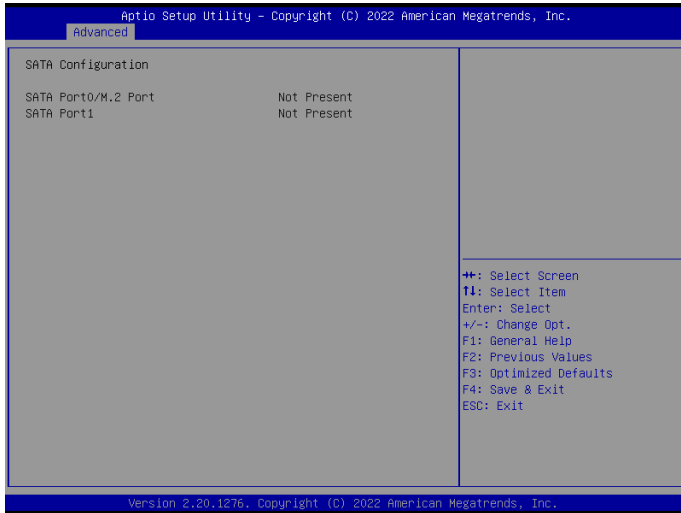 Aptio Setup Utility – Copyright (C) 2022 American Megatrends, Inc.
Advanced
SATA Configuration
SATA Port0/M.2 Port Not Present
SATA Port1 Not Present
→←: Select Screen
↑↓: Select Item
Enter: Select
+/-: Change Opt.
F1: General Help
F2: Previous Values
F3: Optimized Defaults
F4: Save & Exit
ESC: Exit
Version 2.20.1276. Copyright (C) 2022 American Megatrends, Inc.